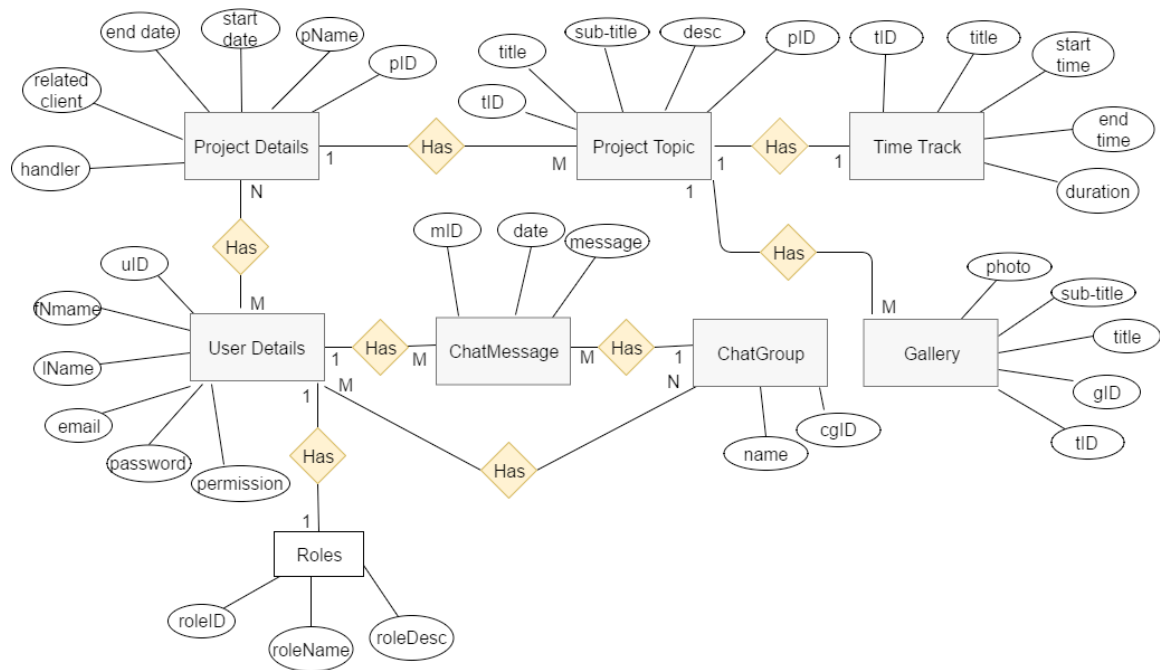 start
date
end date
pName
pID
related
client
handler
Project Details
1
N
Has
M
title
sub-title
desc
pID
tID
Project Topic
1
1
Has
1
tID
title
start
time
end
time
duration
Time Track
Has
M
Has
M
uID
fNmame
lName
email
password
permission
User Details
1
M
1
Has
M
mID
date
message
ChatMessage
M
Has
1
N
ChatGroup
name
cgID
Has
photo
sub-title
title
gID
tID
Gallery
Has
1
Roles
roleID
roleName
roleDesc